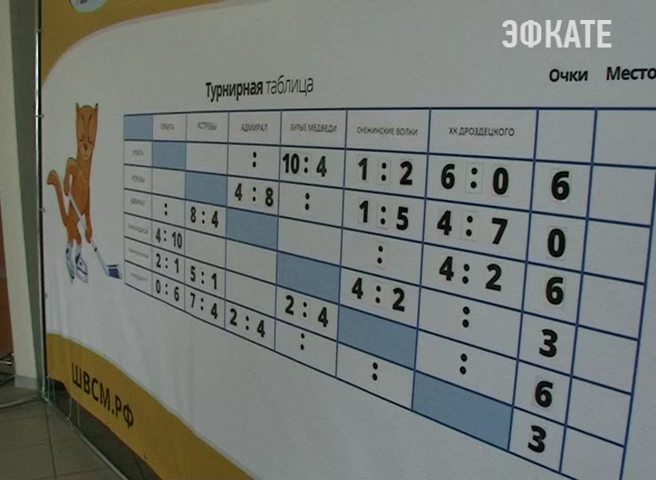 ЭФКАТЕ
Турнирная таблица
Очки Место
ОРБИТА ЯСТРЕБЫ АДМИРАЛ БУРЫЕ МЕДВЕДИ СНЕЖИНСКИЕ ВОЛКИ ХК ДРОЗДЕЦКОГО
: 10 : 4 1 : 2 6 : 0 6
4 : 8 : 1 : 5 4 : 7 0
: 8 : 4 : 4 : 2 6
4 : 10 4 : 2 : 3
2 : 1 5 : 1 2 : 4 : 6
0 : 6 7 : 4 2 : 4 : : 3
ШВСМ.РФ